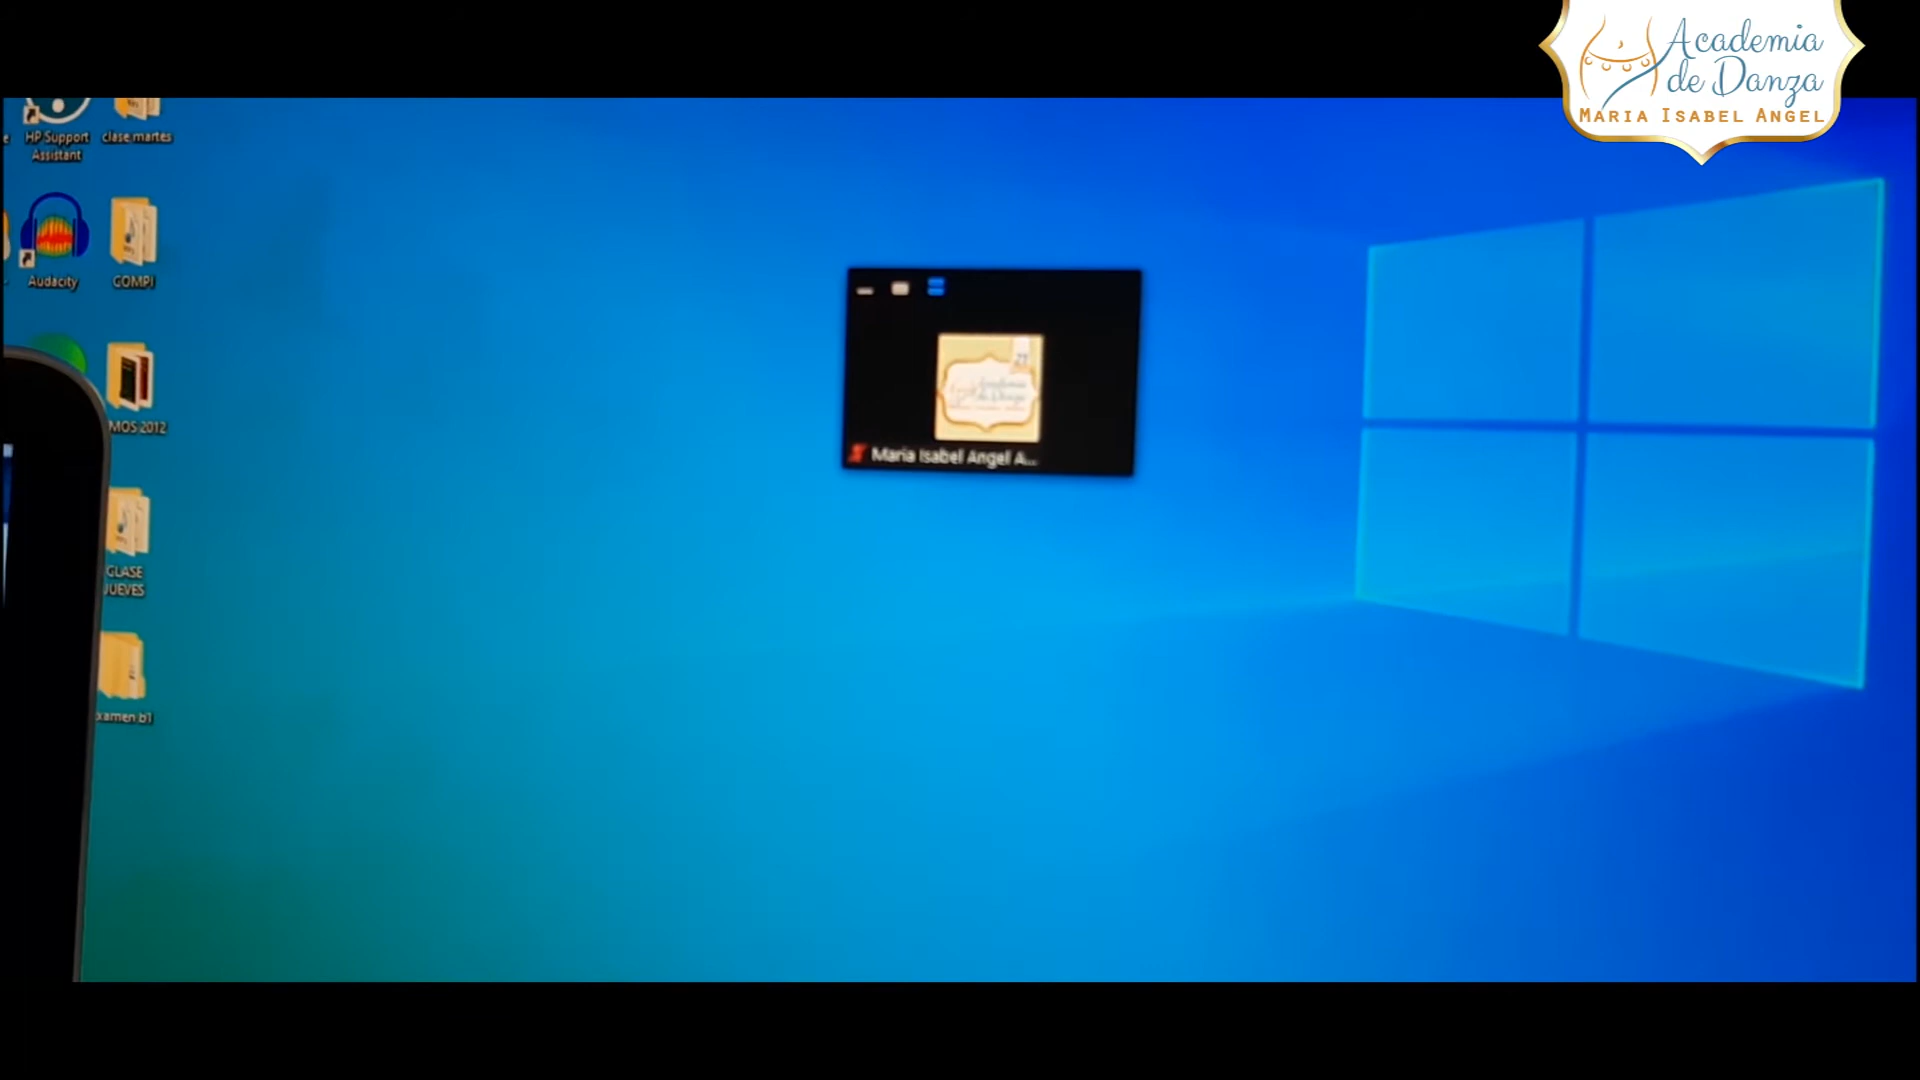 Academia
de Danza
MARIA ISABEL ANGEL
HP Support
Assistant
clase martes
Audacity
COMPI
MOS 2012
CLASE
JUEVES
xamen b1
Maria Isabel Angel A...